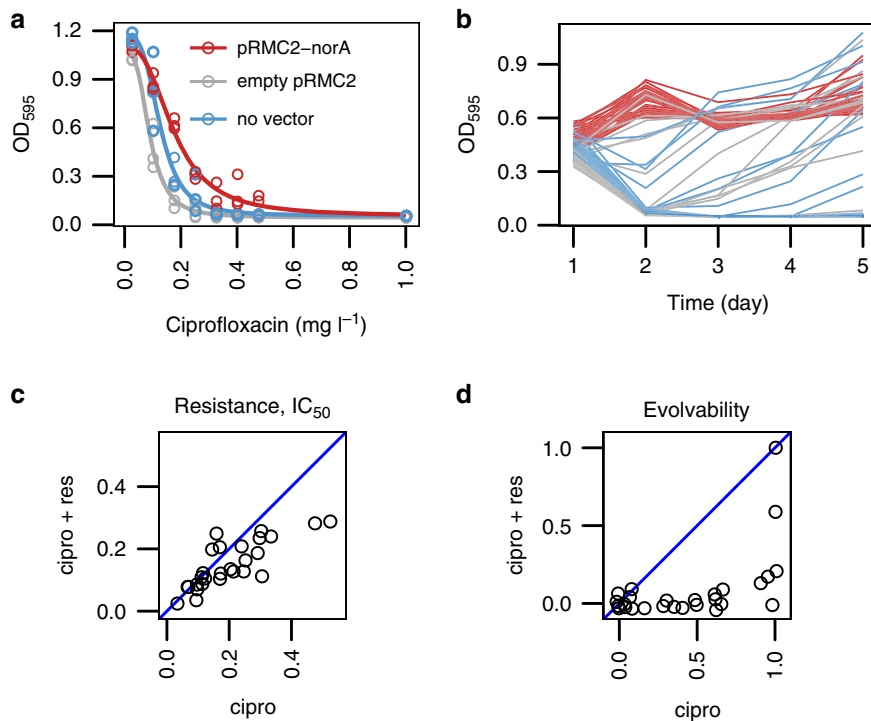 a
OD595
1.2
0.9
0.6
0.3
0.0
pRMC2–norA
empty pRMC2
no vector
0.0
0.2
0.4
0.6
0.8
1.0
Ciprofloxacin (mg l–1)
b
OD595
0.9
0.6
0.3
0.0
1
2
3
4
5
Time (day)
c
Resistance, IC50
cipro + res
0.4
0.2
0.0
0.0
0.2
0.4
cipro
d
Evolvability
cipro + res
1.0
0.5
0.0
0.0
0.5
1.0
cipro